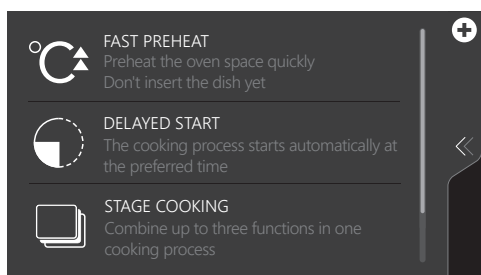 °C
FAST PREHEAT
Preheat the oven space quickly
Don't insert the dish yet
DELAYED START
The cooking process starts automatically at
the preferred time
STAGE COOKING
Combine up to three functions in one
cooking process